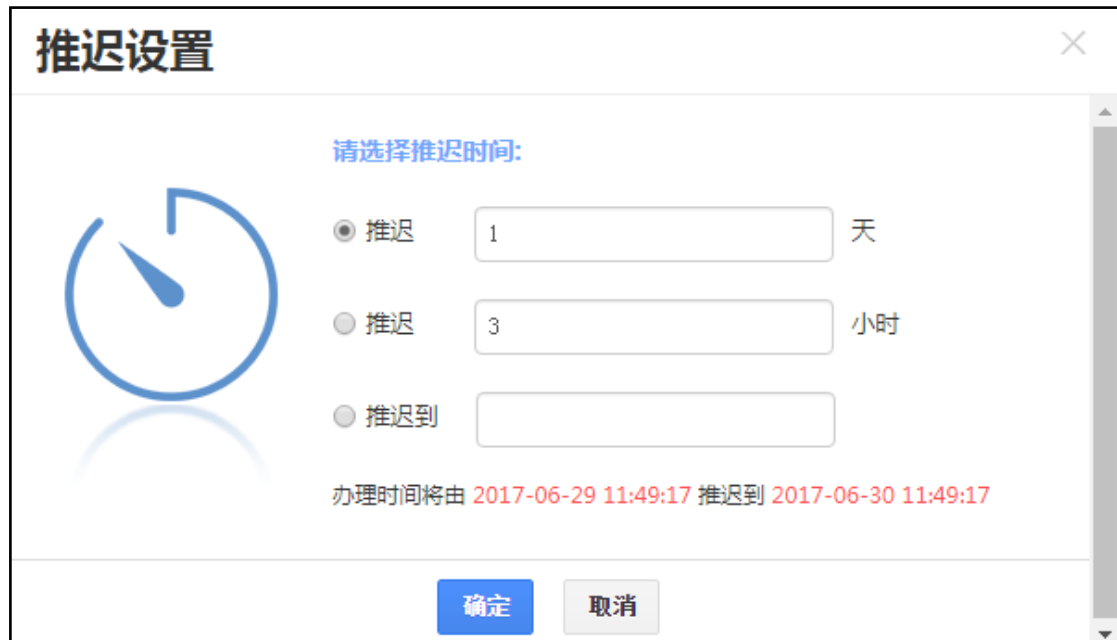 推迟设置
请选择推迟时间:
推迟 1 天
推迟 3 小时
推迟到
办理时间将由 2017-06-29 11:49:17 推迟到 2017-06-30 11:49:17
确定 取消